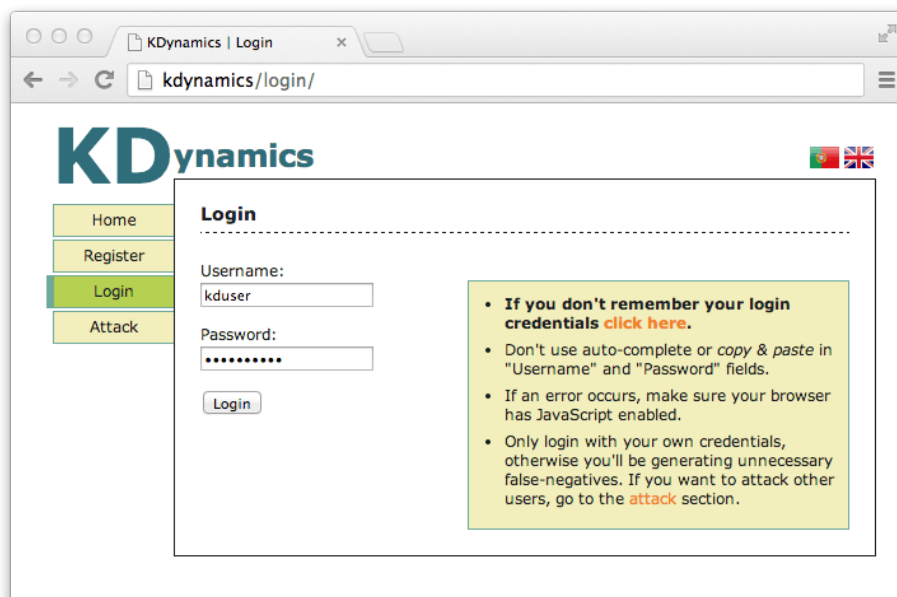 KDynamics | Login
kdynamics/login/
KDynamics
Login
Home
Register
Login
Attack
Username:
kduser
Password:
••••••••••
Login
• If you don't remember your login
credentials click here.
• Don't use auto-complete or copy & paste in
"Username" and "Password" fields.
• If an error occurs, make sure your browser
has JavaScript enabled.
• Only login with your own credentials,
otherwise you'll be generating unnecessary
false-negatives. If you want to attack other
users, go to the attack section.